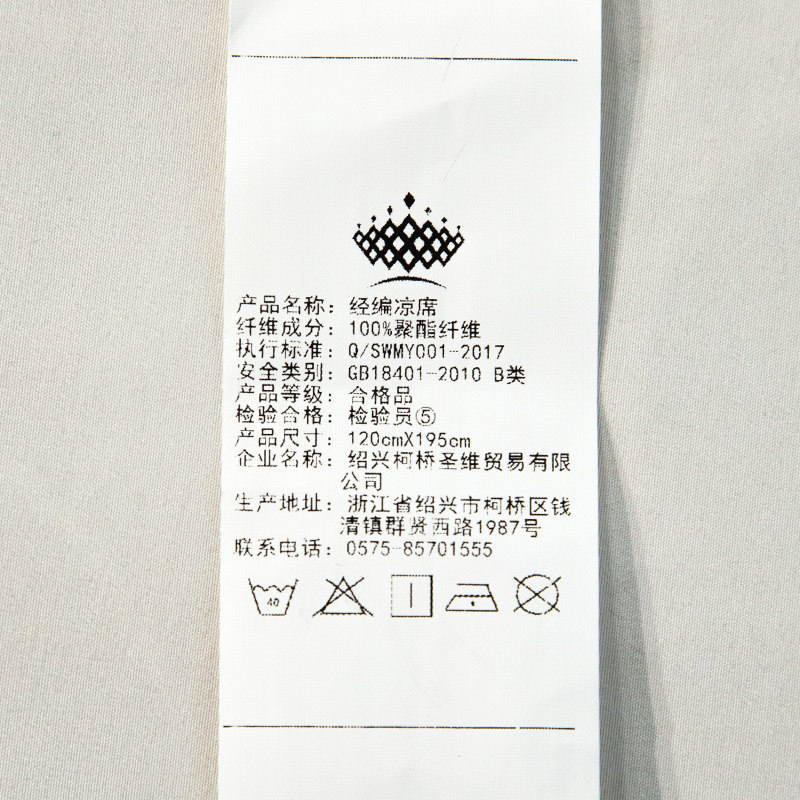 产品名称：经编凉席
纤维成分：100%聚酯纤维
执行标准：Q/SWMY001-2017
安全类别：GB18401-2010 B类
产品等级：合格品
检验合格：检验员⑤
产品尺寸：120cmX195cm
企业名称：绍兴柯桥圣维贸易有限
公司
生产地址：浙江省绍兴市柯桥区钱
清镇群贤西路1987号
联系电话：0575-85701555
40